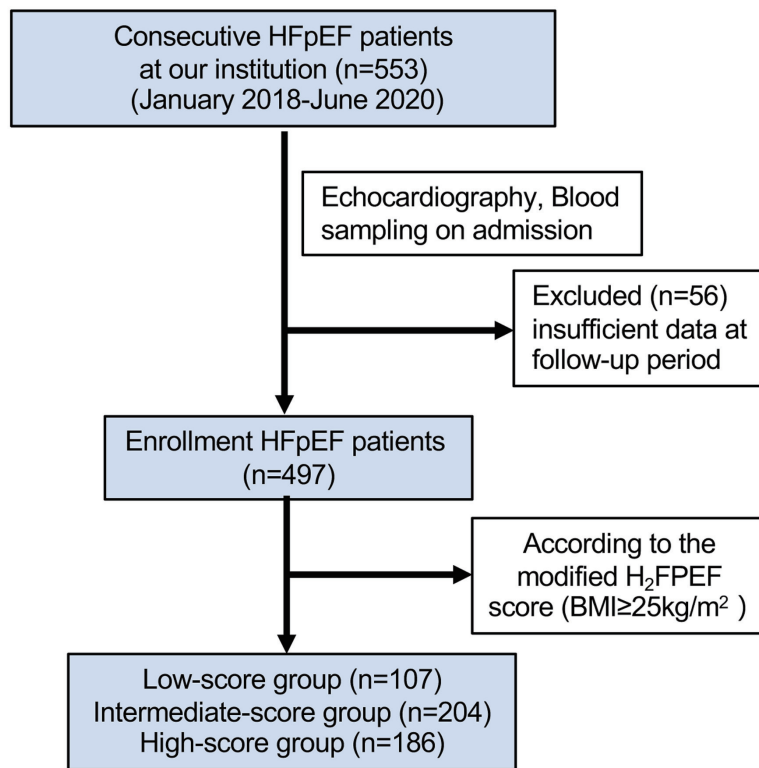 Consecutive HFpEF patients
at our institution (n=553)
(January 2018-June 2020)
Echocardiography, Blood
sampling on admission
Excluded (n=56)
insufficient data at
follow-up period
Enrollment HFpEF patients
(n=497)
According to the
modified H₂FPEF
score (BMI≥25kg/m² )
Low-score group (n=107)
Intermediate-score group (n=204)
High-score group (n=186)